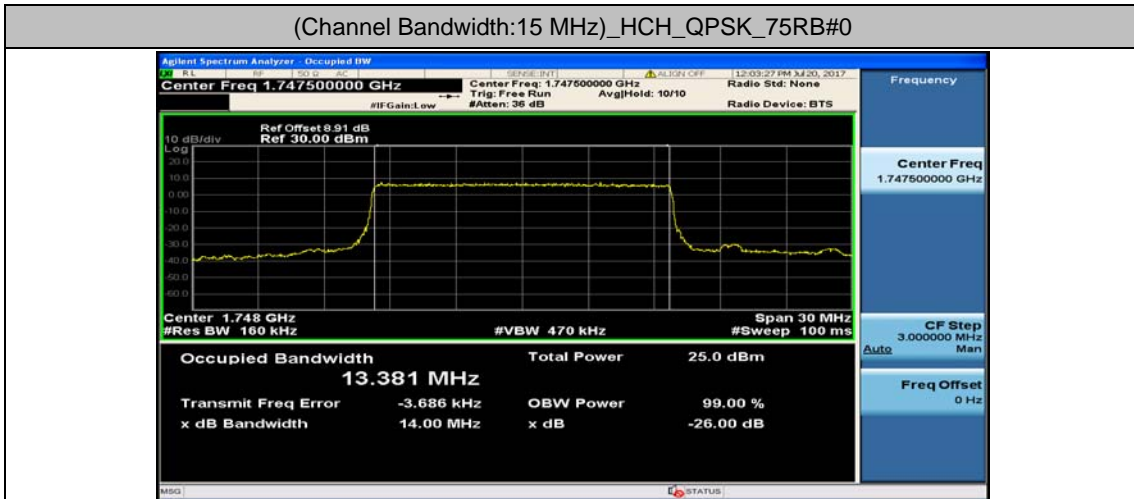 (Channel Bandwidth:15 MHz)_HCH_QPSK_75RB#0
Agilent Spectrum Analyzer - Occupied BW
LXI RL RF 50 Ω AC SENSE:INT ALIGN OFF 12:03:27 PM Jul 20, 2017
Center Freq 1.747500000 GHz
Center Freq: 1.747500000 GHz
Radio Std: None
Trig: Free Run Avg|Hold: 10/10
#IFGain:Low
#Atten: 36 dB
Radio Device: BTS
Ref Offset 8.91 dB
10 dB/div Ref 30.00 dBm
Log
20.0
10.0
0.00
-10.0
-20.0
-30.0
-40.0
-50.0
-60.0
Center 1.748 GHz Span 30 MHz
#Res BW 160 kHz #VBW 470 kHz #Sweep 100 ms
Occupied Bandwidth Total Power 25.0 dBm
13.381 MHz
Transmit Freq Error -3.686 kHz OBW Power 99.00 %
x dB Bandwidth 14.00 MHz x dB -26.00 dB
Frequency
Center Freq
1.747500000 GHz
CF Step
3.000000 MHz
Auto Man
Freq Offset
0 Hz
MSG STATUS